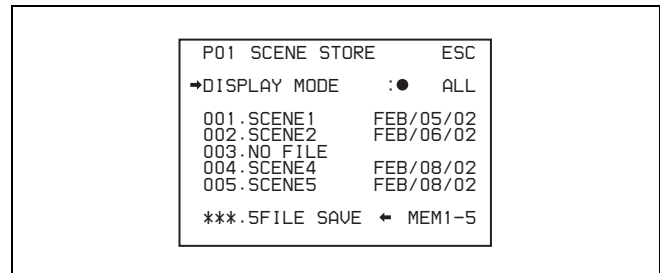 P01 SCENE STORE ESC
➡DISPLAY MODE :● ALL
001.SCENE1 FEB/05/02
002.SCENE2 FEB/06/02
003.NO FILE
004.SCENE4 FEB/08/02
005.SCENE5 FEB/08/02
***.5FILE SAVE ← MEM1-5